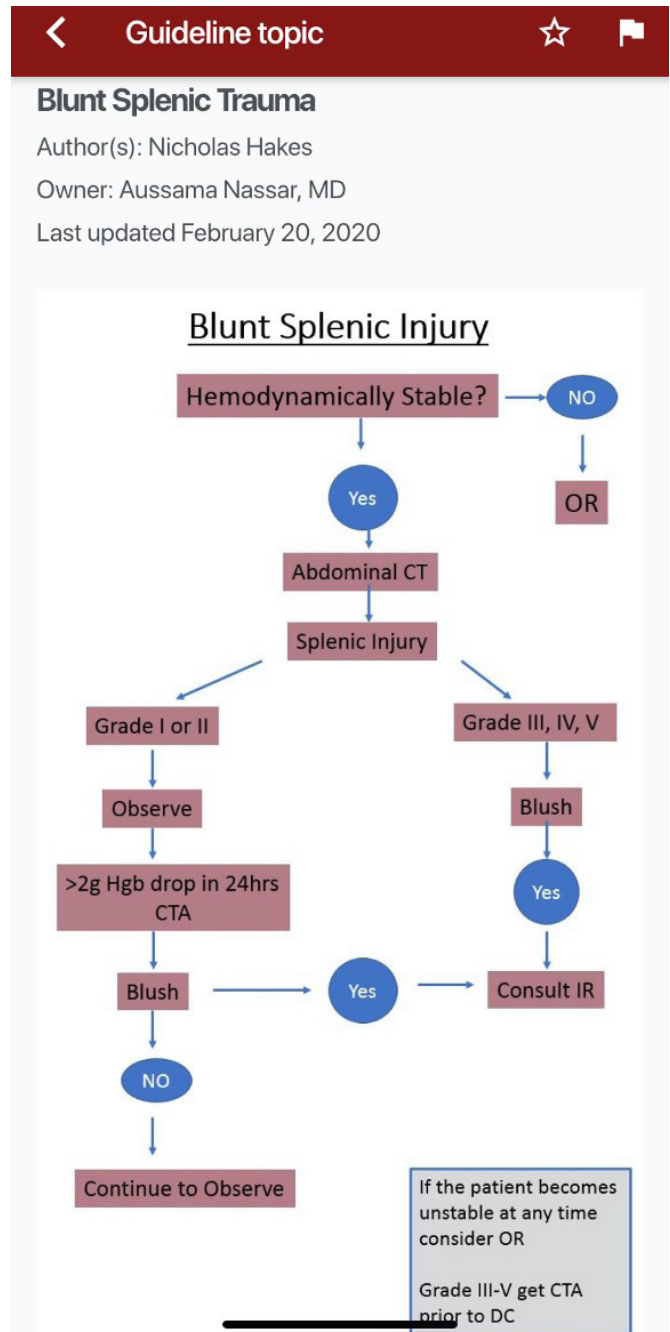 Guideline topic
Blunt Splenic Trauma
Author(s): Nicholas Hakes
Owner: Aussama Nassar, MD
Last updated February 20, 2020
Blunt Splenic Injury
Hemodynamically Stable?
NO
Yes
OR
Abdominal CT
Splenic Injury
Grade I or II
Grade III, IV, V
Observe
Blush
>2g Hgb drop in 24hrs
CTA
Yes
Blush
Yes
Consult IR
NO
Continue to Observe
If the patient becomes
unstable at any time
consider OR
Grade III-V get CTA
prior to DC